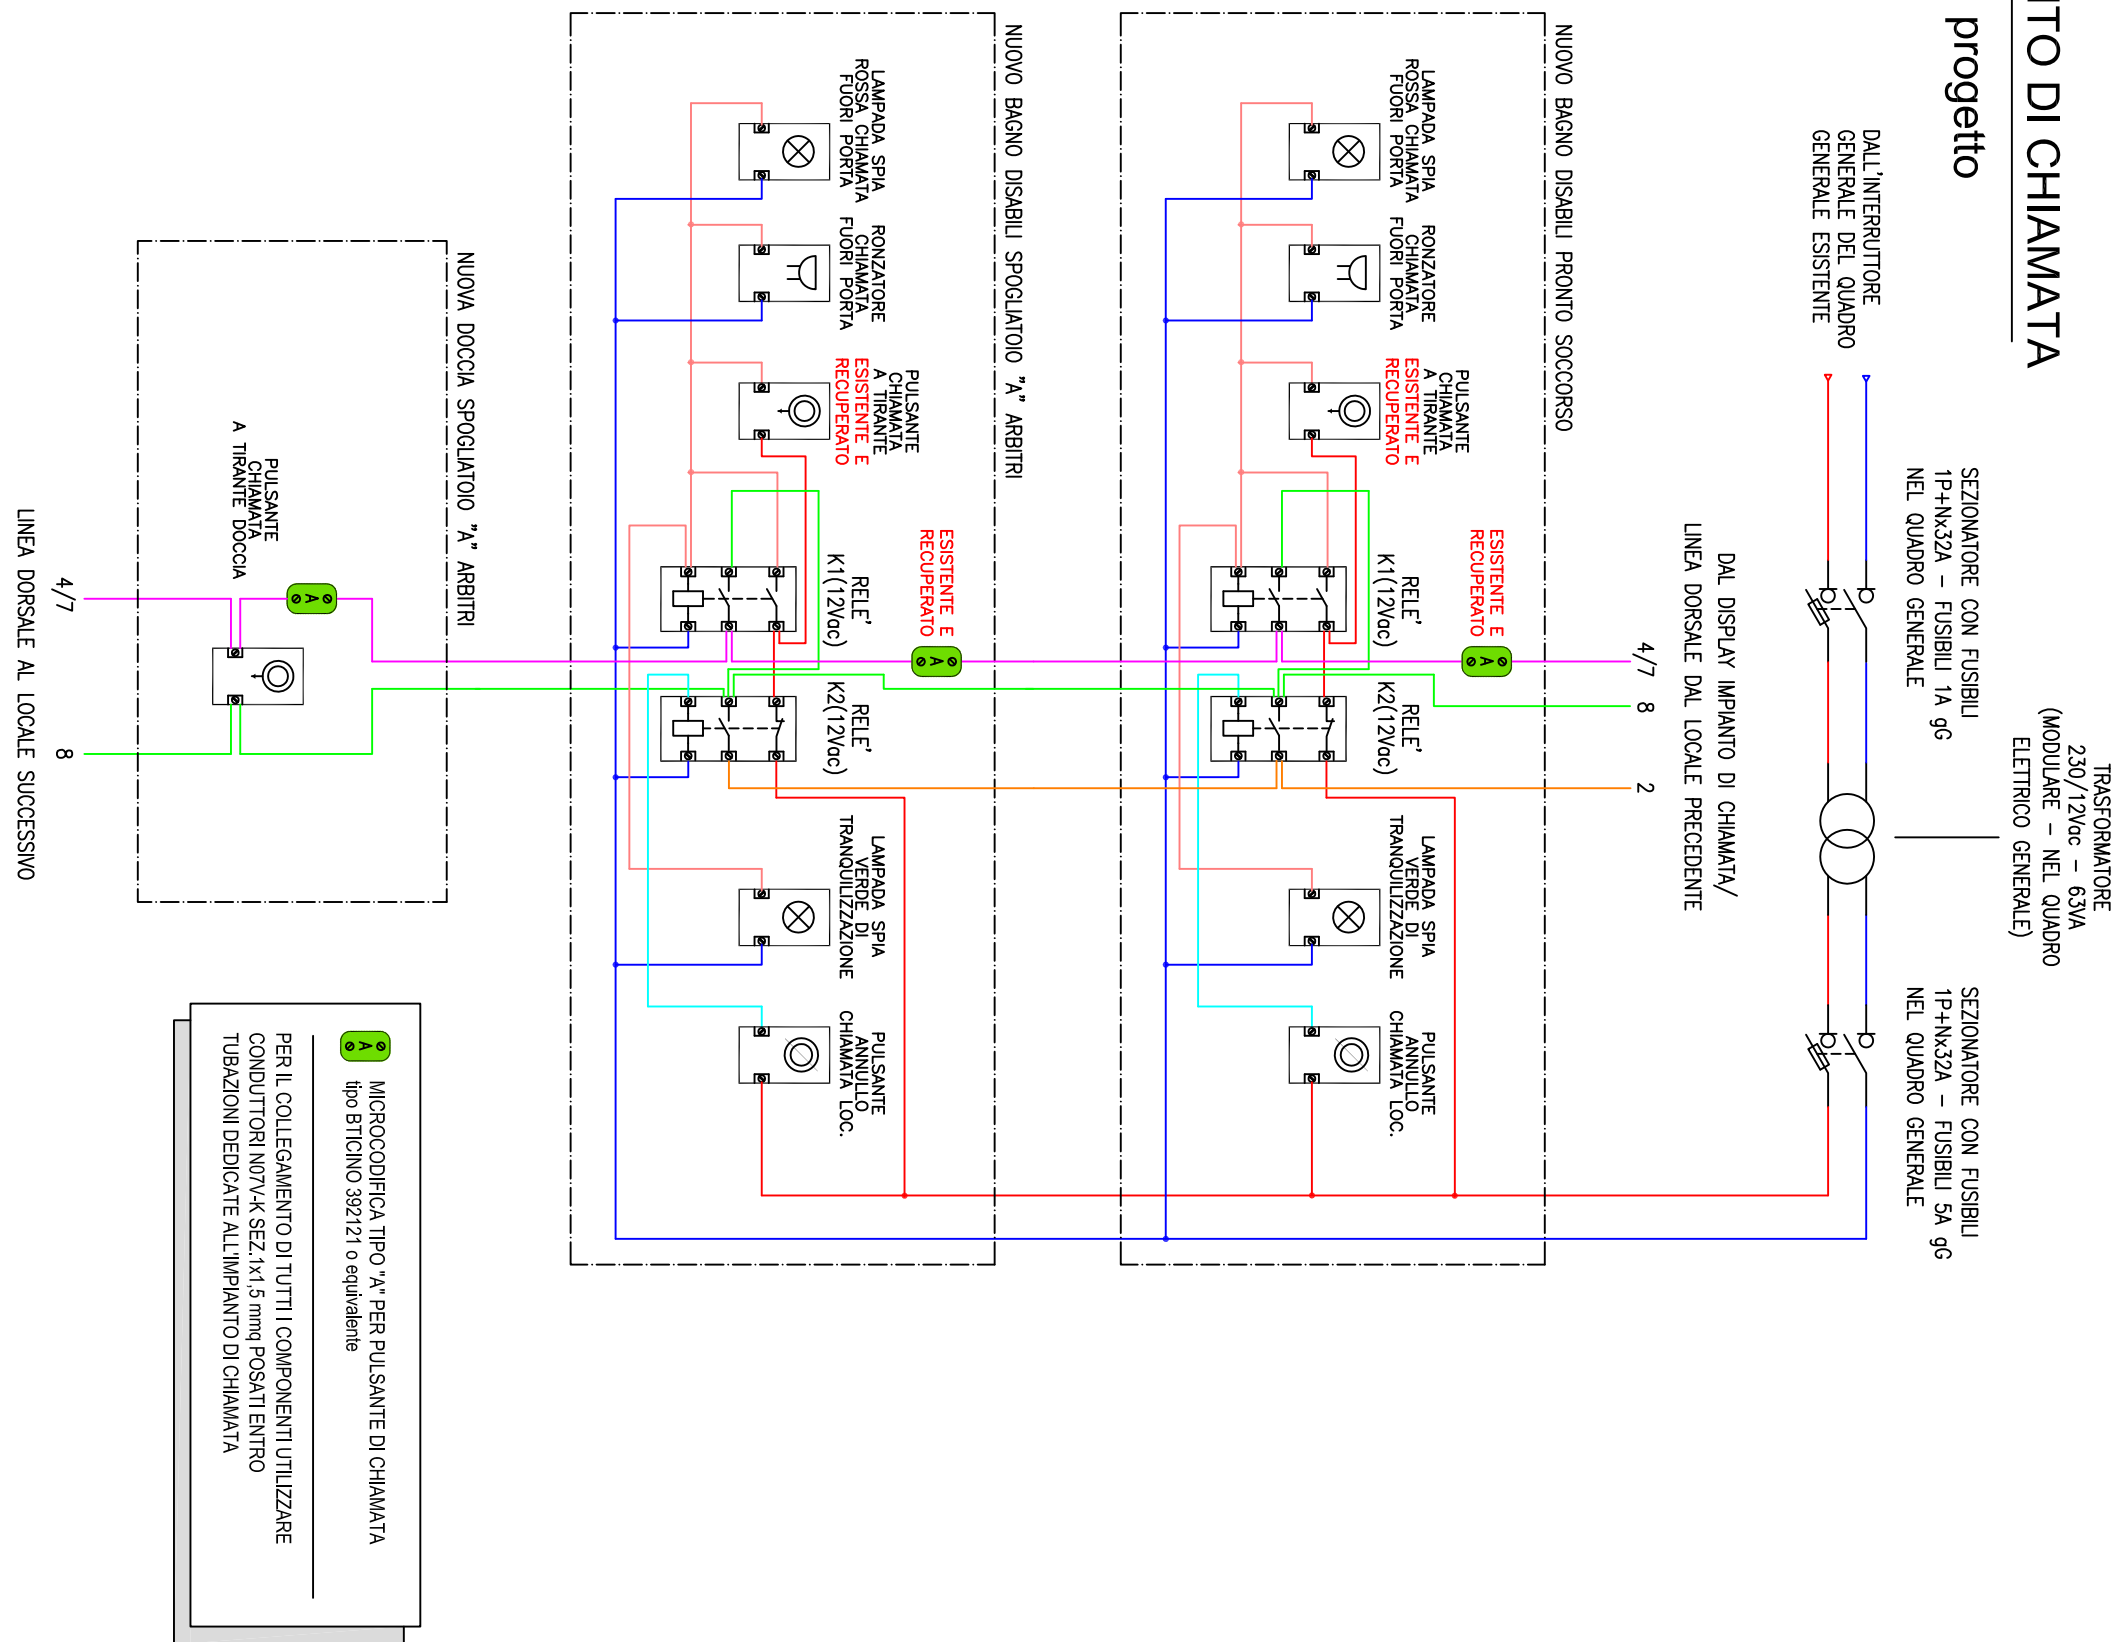 NTO DI CHIAMATA
progetto
DALL'INTERRUTTORE
GENERALE DEL QUADRO
GENERALE ESISTENTE
SEZIONATORE CON FUSIBILI
1P+Nx32A – FUSIBILI 1A gG
NEL QUADRO GENERALE
TRASFORMATORE
230/12Vac – 63VA
(MODULARE – NEL QUADRO
ELETTRICO GENERALE)
SEZIONATORE CON FUSIBILI
1P+Nx32A – FUSIBILI 5A gG
NEL QUADRO GENERALE
DAL DISPLAY IMPIANTO DI CHIAMATA/
LINEA DORSALE DAL LOCALE PRECEDENTE
4/7
8
2
NUOVO BAGNO DISABILI PRONTO SOCCORSO
LAMPADA SPIA
ROSSA CHIAMATA
FUORI PORTA
RONZATORE
CHIAMATA
FUORI PORTA
PULSANTE
CHIAMATA
A TIRANTE
ESISTENTE E
RECUPERATO
ESISTENTE E
RECUPERATO
A
RELE'
K1(12Vac)
RELE'
K2(12Vac)
LAMPADA SPIA
VERDE DI
TRANQUILIZZAZIONE
PULSANTE
ANNULLO
CHIAMATA LOC.
NUOVO BAGNO DISABILI SPOGLIATOIO "A" ARBITRI
LAMPADA SPIA
ROSSA CHIAMATA
FUORI PORTA
RONZATORE
CHIAMATA
FUORI PORTA
PULSANTE
CHIAMATA
A TIRANTE
ESISTENTE E
RECUPERATO
ESISTENTE E
RECUPERATO
A
RELE'
K1(12Vac)
RELE'
K2(12Vac)
LAMPADA SPIA
VERDE DI
TRANQUILIZZAZIONE
PULSANTE
ANNULLO
CHIAMATA LOC.
NUOVA DOCCIA SPOGLIATOIO "A" ARBITRI
A
PULSANTE
CHIAMATA
A TIRANTE DOCCIA
4/7
8
LINEA DORSALE AL LOCALE SUCCESSIVO
A
MICROCODIFICA TIPO "A" PER PULSANTE DI CHIAMATA
tipo BTICINO 392121 o equivalente
PER IL COLLEGAMENTO DI TUTTI I COMPONENTI UTILIZZARE
CONDUTTORI N07V-K SEZ.1x1,5 mmq POSATI ENTRO
TUBAZIONI DEDICATE ALL'IMPIANTO DI CHIAMATA